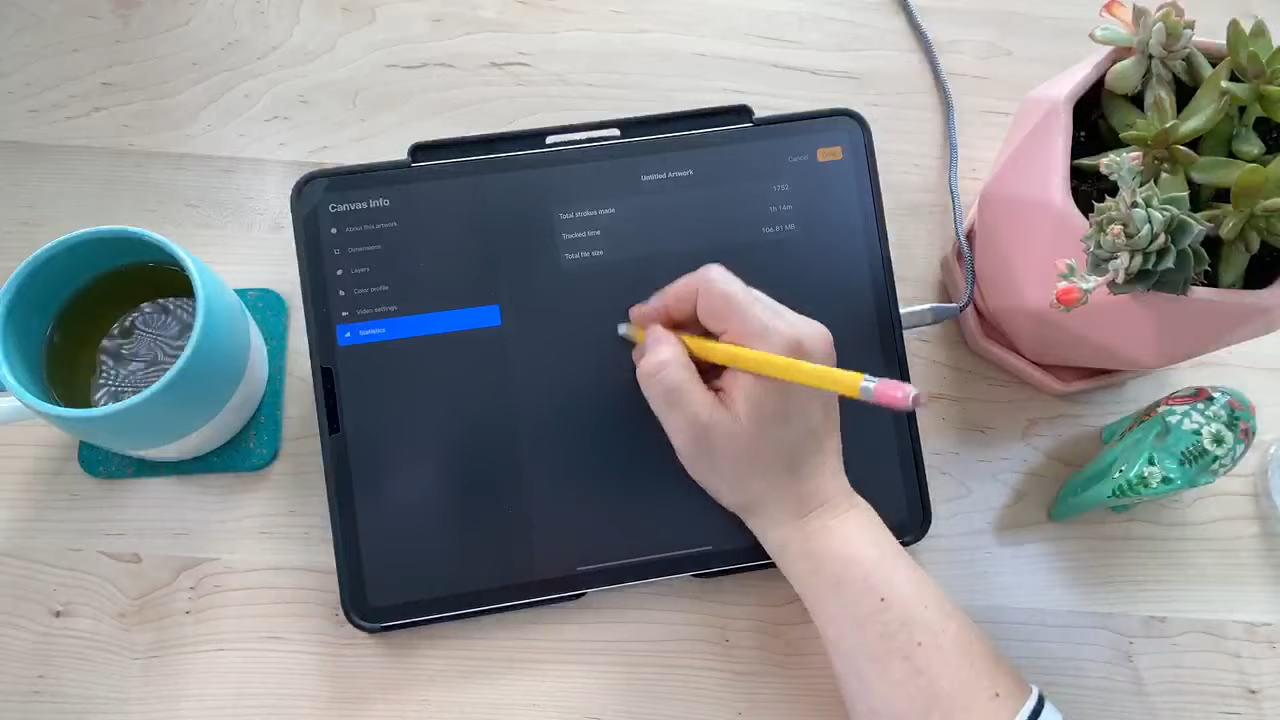 Canvas Info
About this artwork
Dimensions
Layers
Color profile
Video settings
Statistics
Untitled Artwork
Cancel
Total strokes made 1752
Tracked time 1h 14m
Total file size 106.81 MB